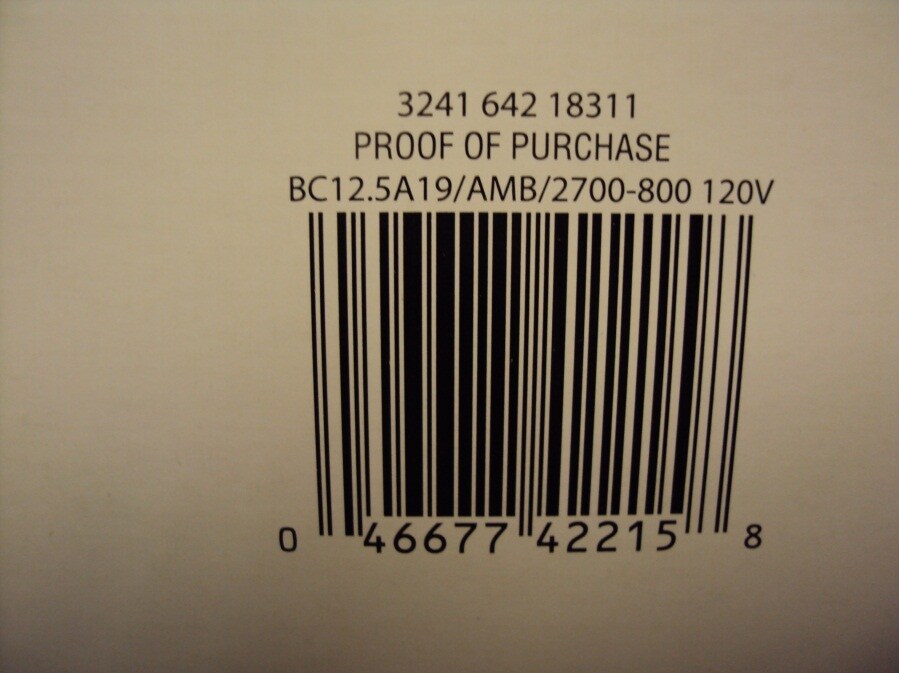 3241 642 18311
PROOF OF PURCHASE
BC12.5A19/AMB/2700-800 120V
0 46677 42215 8